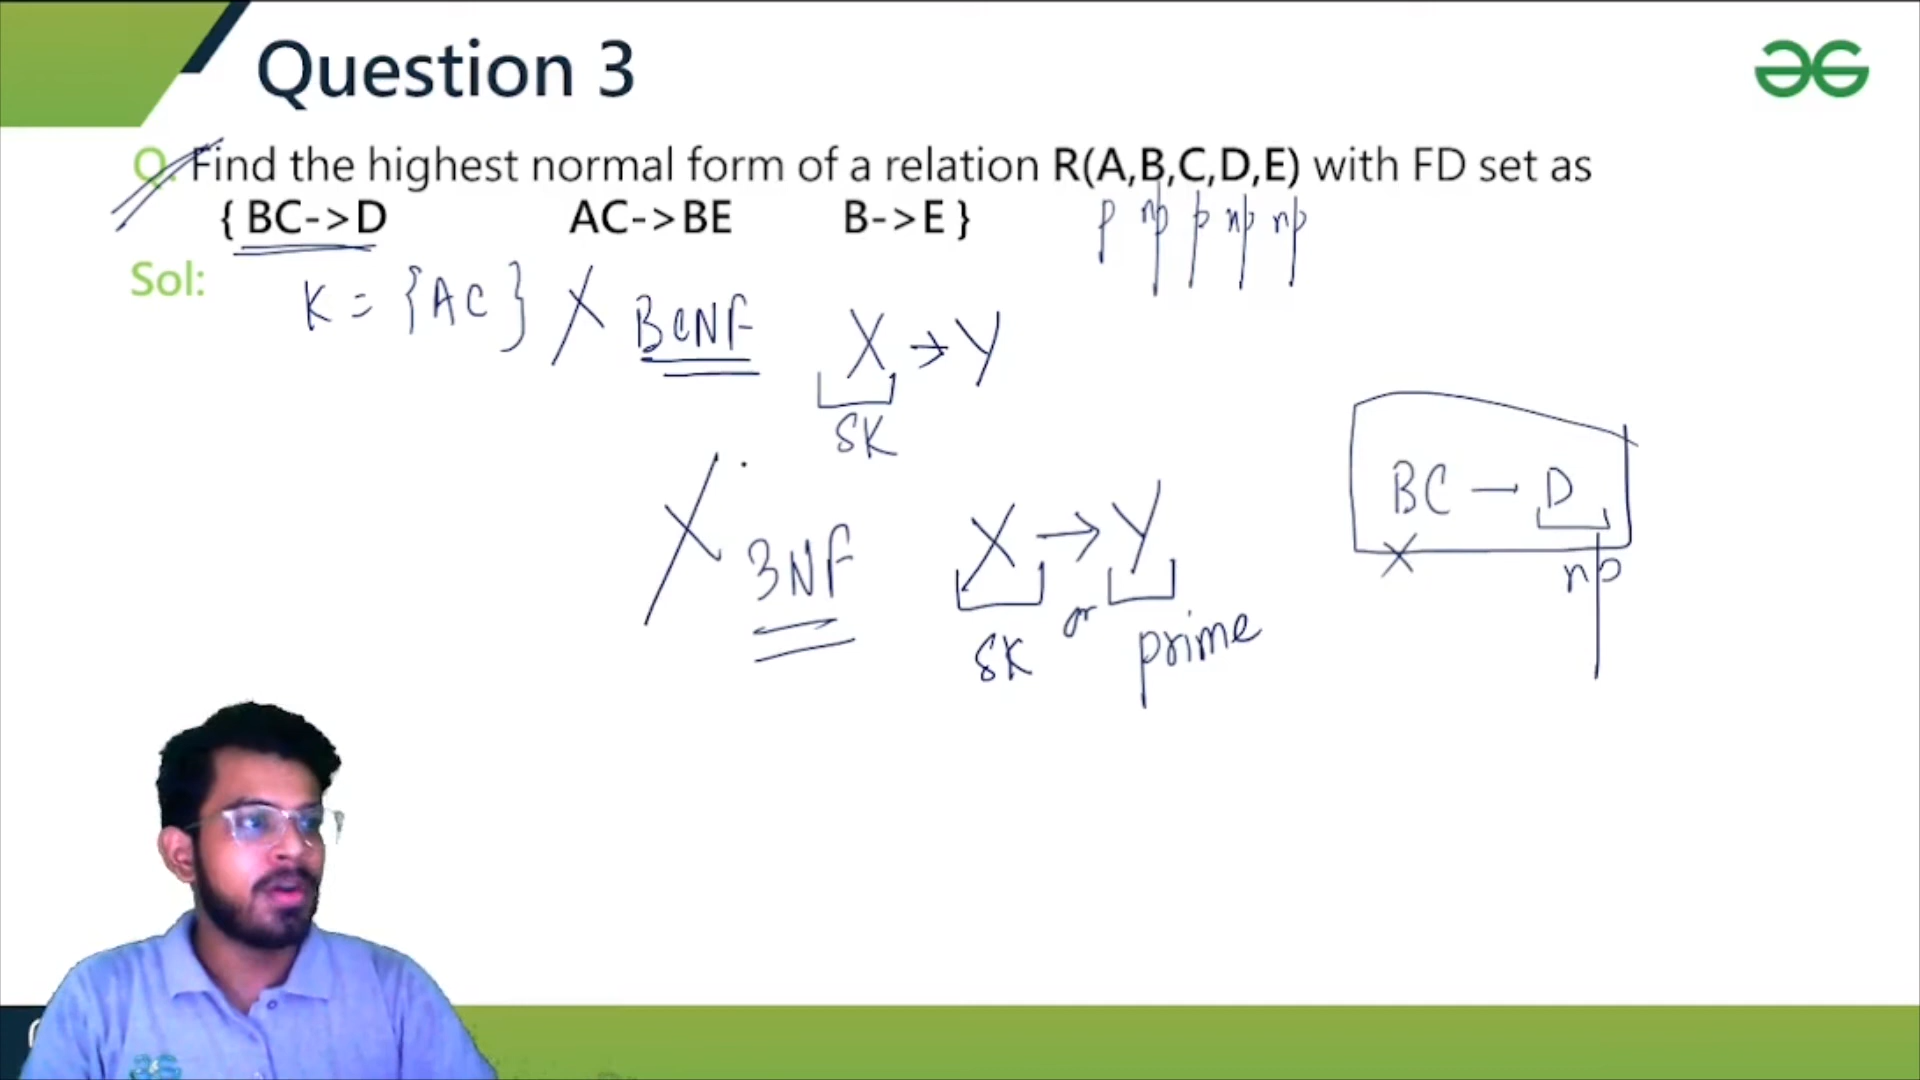 Question 3
Q. Find the highest normal form of a relation R(A,B,C,D,E) with FD set as
{ BC->D AC->BE B->E }
p np p np np
Sol:
K = {AC} X BCNF X → Y
SK
BC — D
X np
X 3NF X → Y
SK or prime